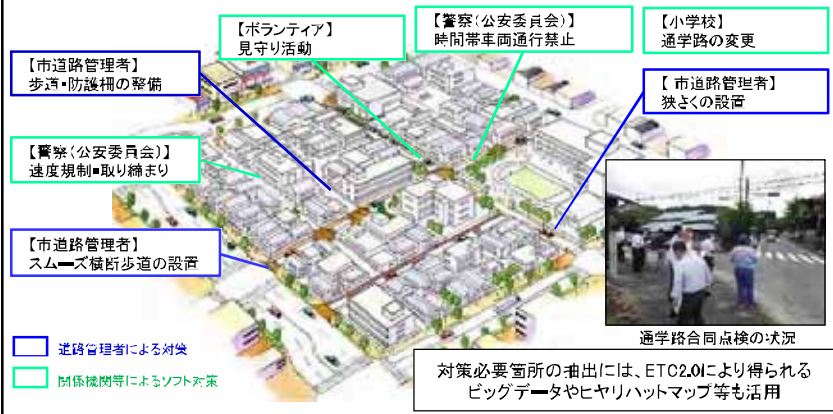 【ボランティア】
見守り活動
【警察(公安委員会)】
時間帯車両通行禁止
【小学校】
通学路の変更
【市道路管理者】
歩道・防護柵の整備
【市道路管理者】
狭さくの設置
【警察(公安委員会)】
速度規制・取り締まり
【市道路管理者】
スムーズ横断歩道の設置
通学路合同点検の状況
道路管理者による対策
関係機関等によるソフト対策
対策必要箇所の抽出には、ETC2.0により得られる
ビッグデータやヒヤリハットマップ等も活用